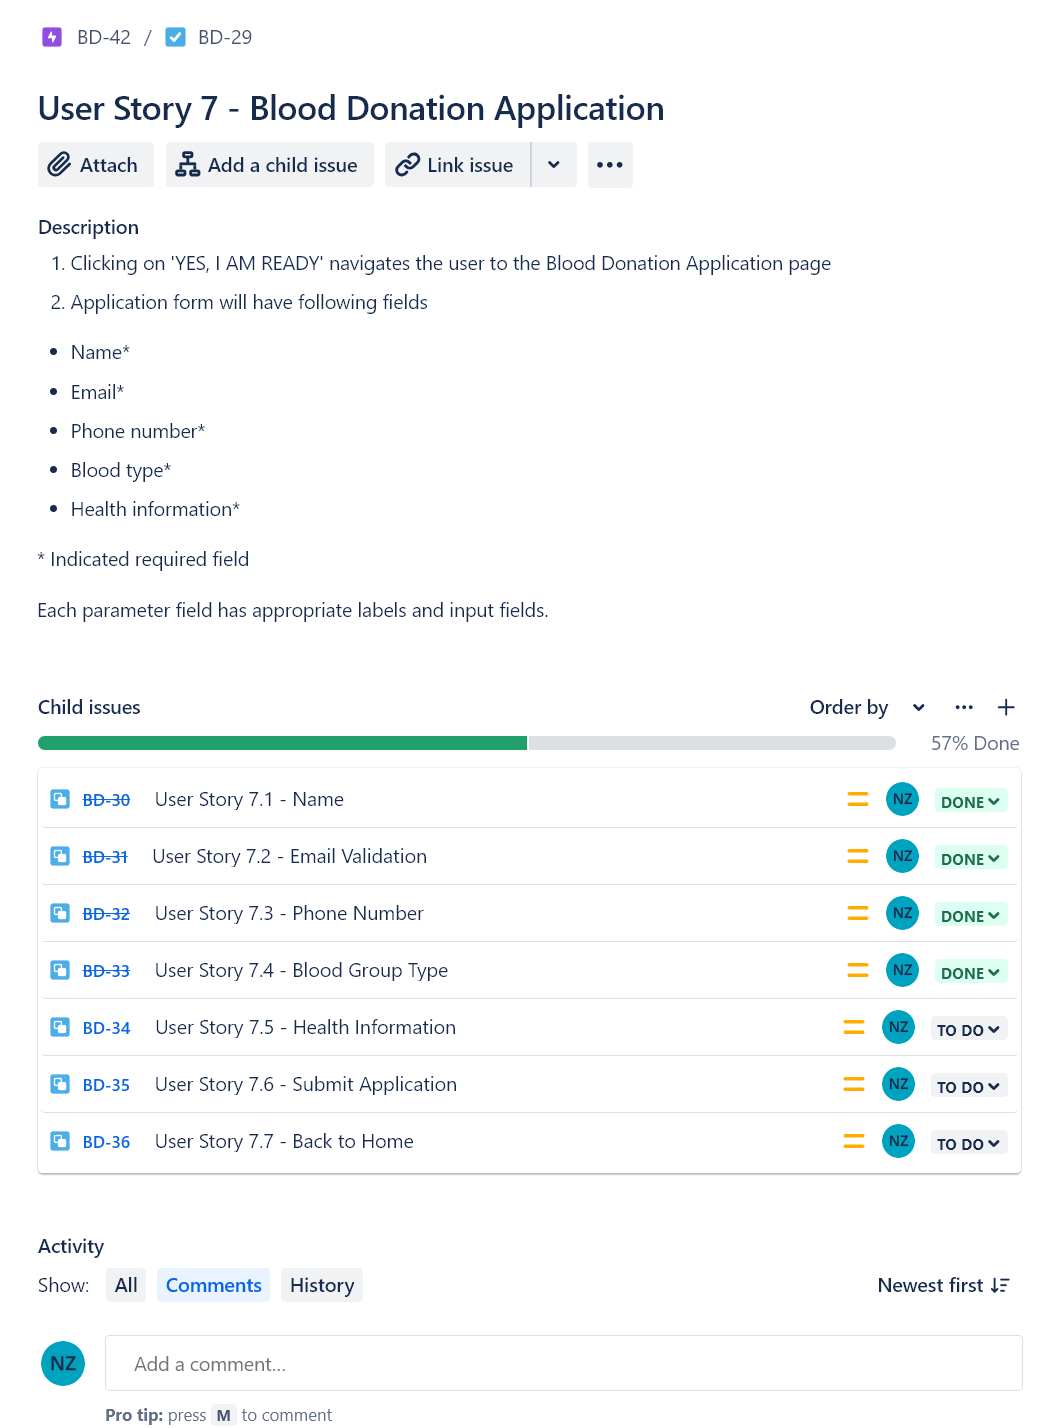 BD-42 / BD-29
User Story 7 - Blood Donation Application
Attach Add a child issue Link issue
Description
1. Clicking on 'YES, I AM READY' navigates the user to the Blood Donation Application page
2. Application form will have following fields
• Name*
• Email*
• Phone number*
• Blood type*
• Health information*
* Indicated required field
Each parameter field has appropriate labels and input fields.
Child issues Order by
57% Done
BD-30 User Story 7.1 - Name NZ DONE
BD-31 User Story 7.2 - Email Validation NZ DONE
BD-32 User Story 7.3 - Phone Number NZ DONE
BD-33 User Story 7.4 - Blood Group Type NZ DONE
BD-34 User Story 7.5 - Health Information NZ TO DO
BD-35 User Story 7.6 - Submit Application NZ TO DO
BD-36 User Story 7.7 - Back to Home NZ TO DO
Activity
Show: All Comments History Newest first
NZ Add a comment...
Pro tip: press M to comment